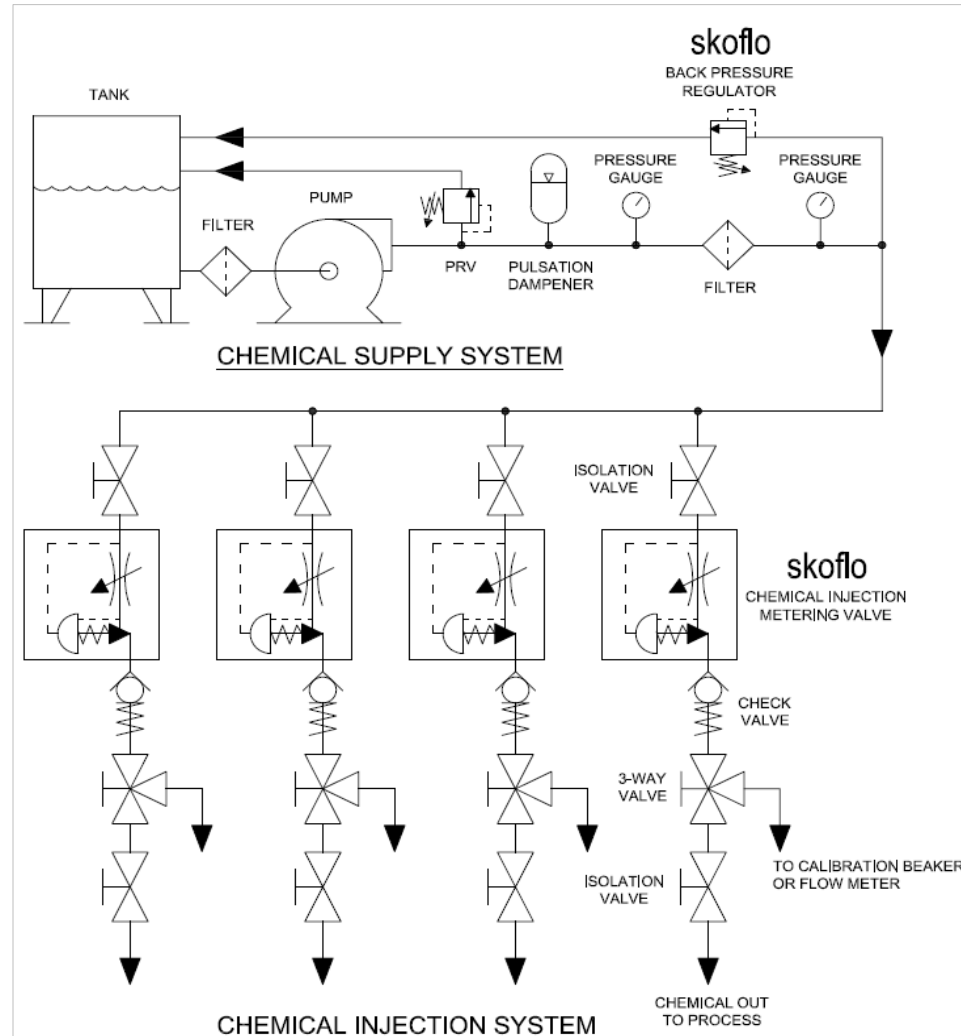 skoflo
BACK PRESSURE
REGULATOR
TANK
PRESSURE
GAUGE
PRESSURE
GAUGE
PUMP
FILTER
PRV
PULSATION
DAMPENER
FILTER
CHEMICAL SUPPLY SYSTEM
ISOLATION
VALVE
skoflo
CHEMICAL INJECTION
METERING VALVE
CHECK
VALVE
3-WAY
VALVE
TO CALIBRATION BEAKER
OR FLOW METER
ISOLATION
VALVE
CHEMICAL OUT
TO PROCESS
CHEMICAL INJECTION SYSTEM